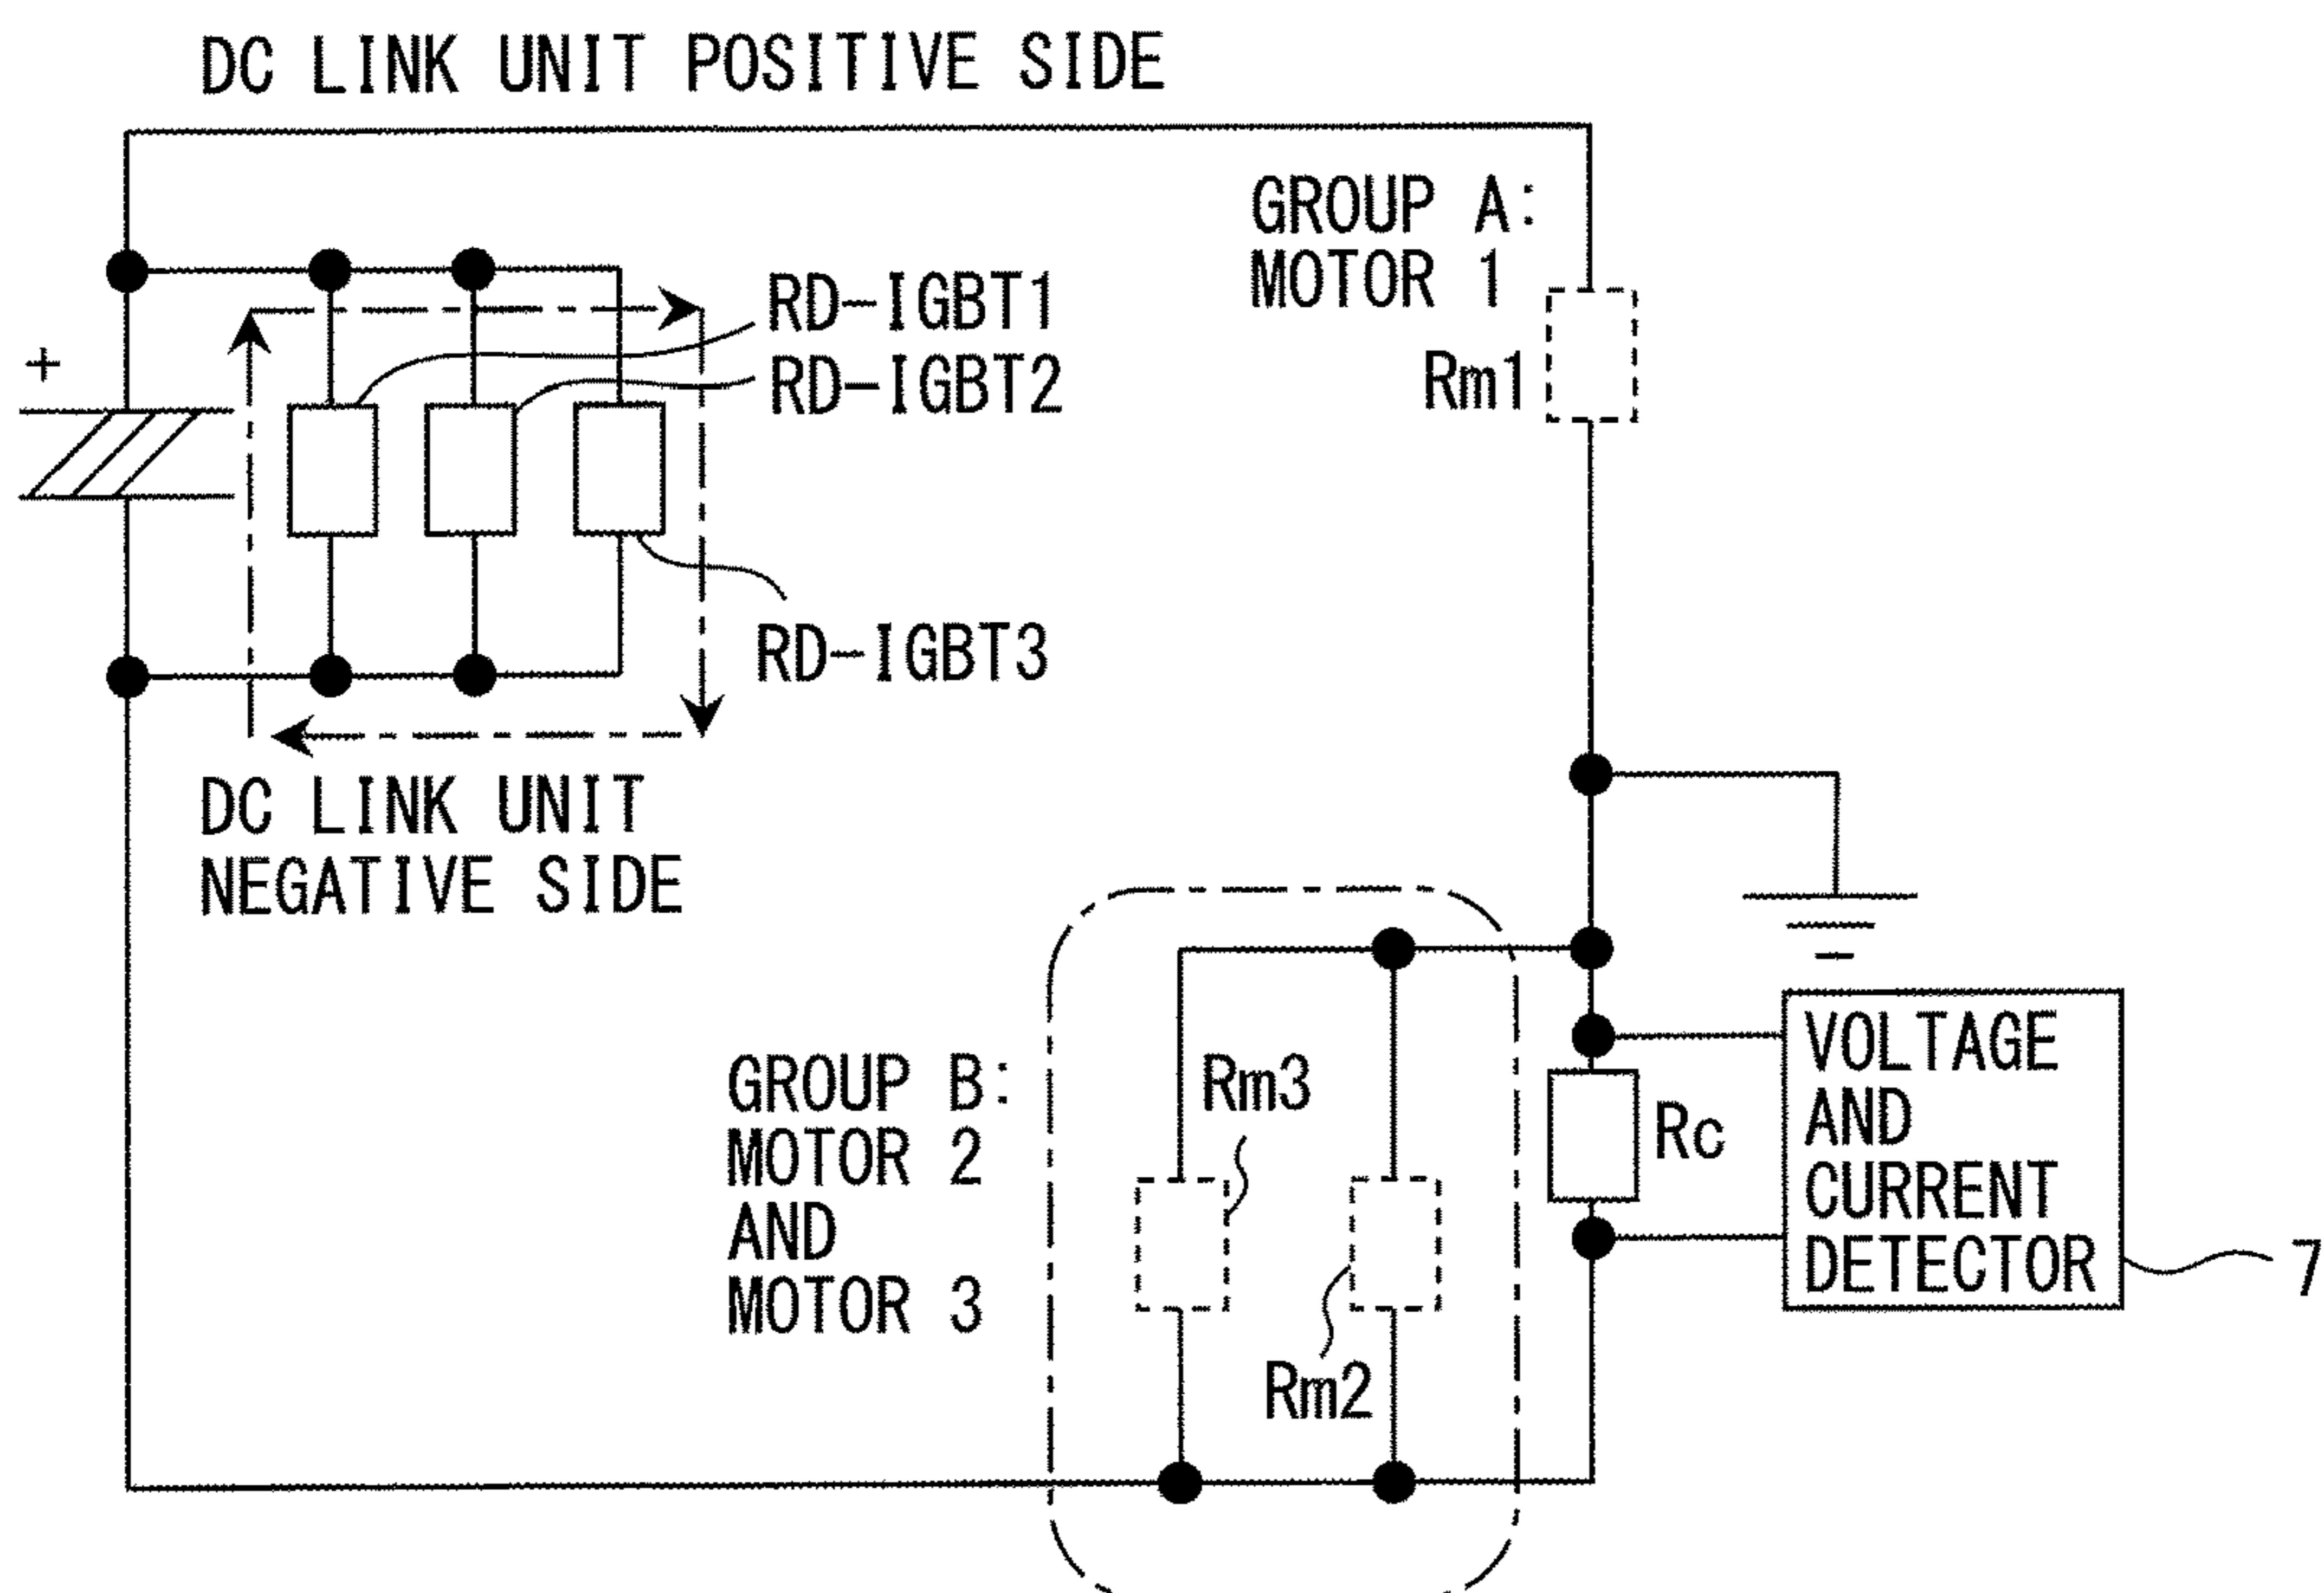 DC LINK UNIT POSITIVE SIDE
GROUP A:
MOTOR 1
Rm1
+
RD-IGBT1
RD-IGBT2
RD-IGBT3
DC LINK UNIT
NEGATIVE SIDE
GROUP B:
MOTOR 2
AND
MOTOR 3
Rm3
Rm2
Rc
VOLTAGE
AND
CURRENT
DETECTOR
7